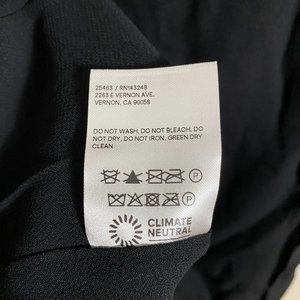 25463 / RN143248
2263 E VERNON AVE.
VERNON, CA 90058
DO NOT WASH, DO NOT BLEACH, DO
NOT DRY, DO NOT IRON, GREEN DRY
CLEAN
P
P
CLIMATE
NEUTRAL